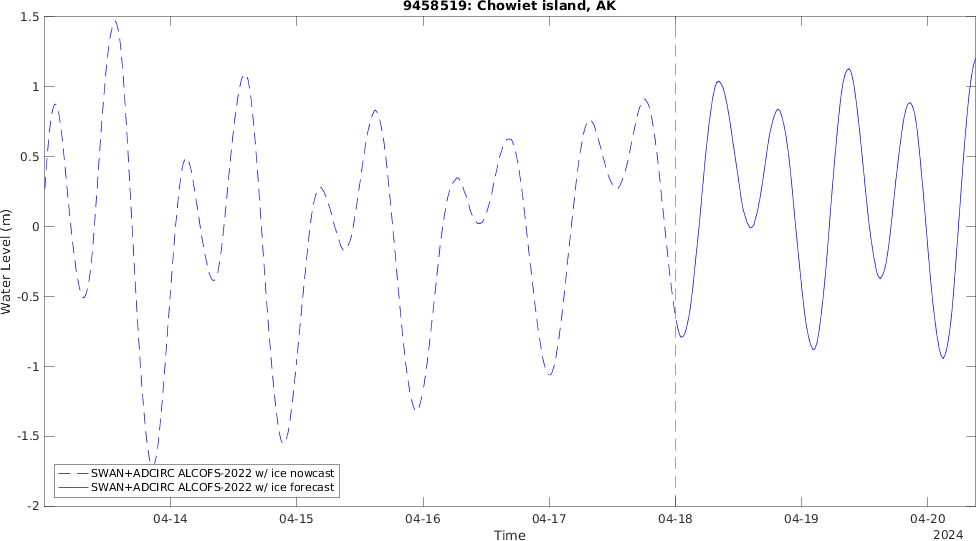 9458519: Chowiet island, AK
1.5
1
0.5
0
-0.5
-1
-1.5
-2
Water Level (m)
SWAN+ADCIRC ALCOFS-2022 w/ ice nowcast
SWAN+ADCIRC ALCOFS-2022 w/ ice forecast
04-14 04-15 04-16 04-17 04-18 04-19 04-20
Time
2024